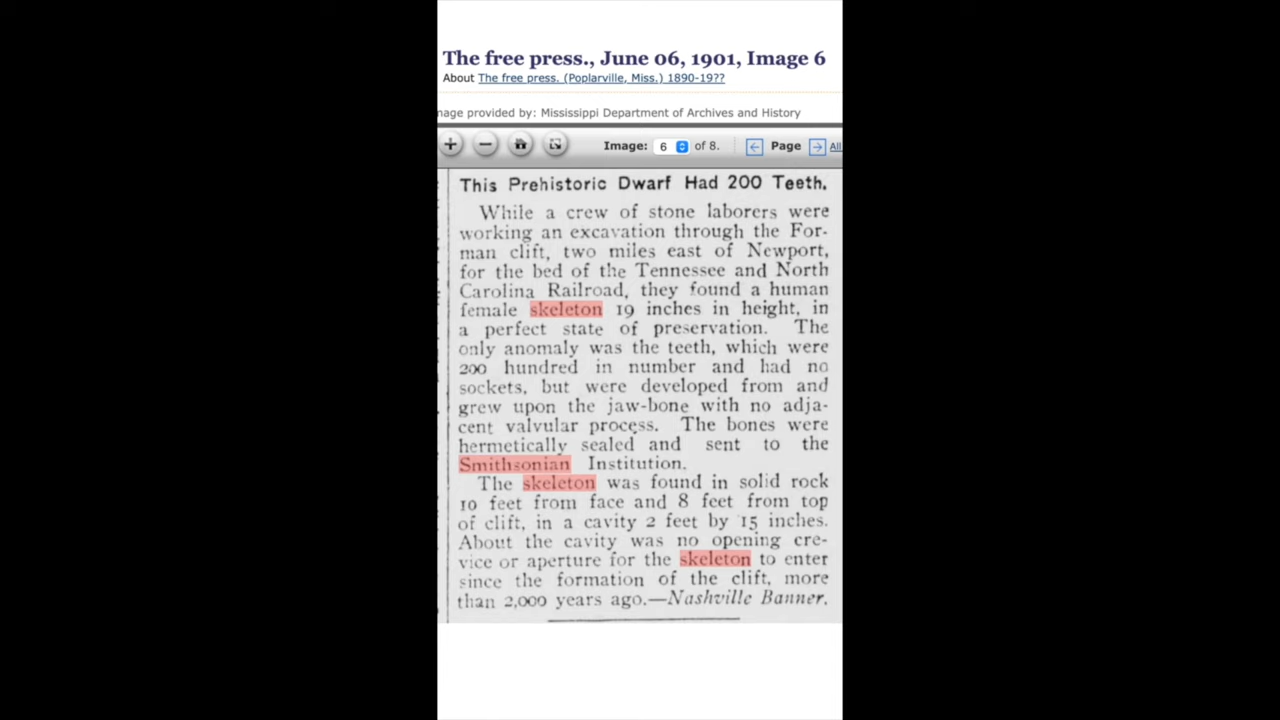 The free press., June 06, 1901, Image 6
About The free press. (Poplarville, Miss.) 1890-19??
mage provided by: Mississippi Department of Archives and History
Image: 6 of 8. Page All
This Prehistoric Dwarf Had 200 Teeth.
While a crew of stone laborers were
working an excavation through the For-
man clift, two miles east of Newport,
for the bed of the Tennessee and North
Carolina Railroad, they found a human
female skeleton 19 inches in height, in
a perfect state of preservation. The
only anomaly was the teeth, which were
200 hundred in number and had no
sockets, but were developed from and
grew upon the jaw-bone with no adja-
cent valvular process. The bones were
hermetically sealed and sent to the
Smithsonian Institution.
The skeleton was found in solid rock
10 feet from face and 8 feet from top
of clift, in a cavity 2 feet by 15 inches.
About the cavity was no opening cre-
vice or aperture for the skeleton to enter
since the formation of the clift, more
than 2,000 years ago.—Nashville Banner.